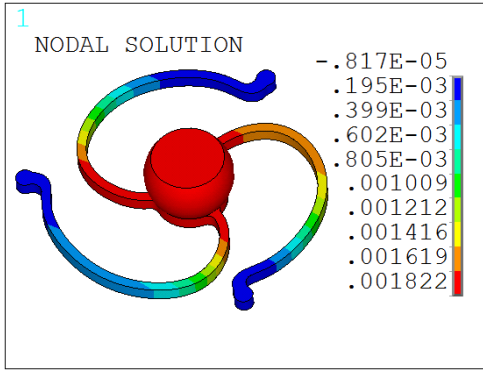 1
NODAL SOLUTION
-.817E-05
.195E-03
.399E-03
.602E-03
.805E-03
.001009
.001212
.001416
.001619
.001822